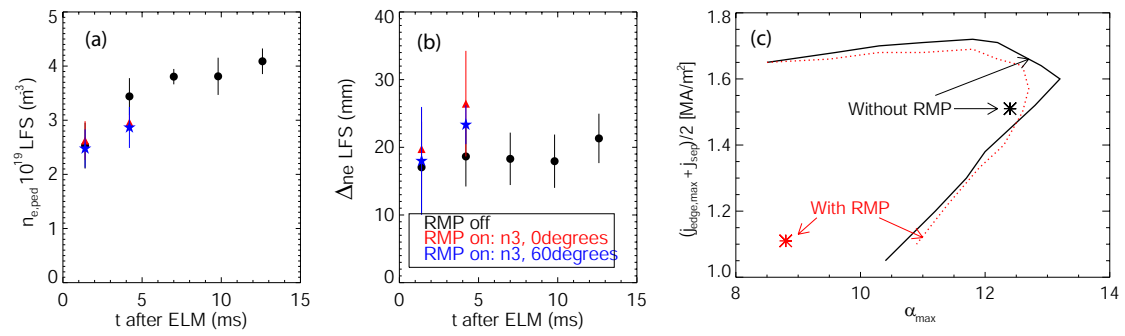 (a)
n_e,ped 10^19 LFS (m^-3)
5
4
3
2
1
0
0 5 10 15
t after ELM (ms)
(b)
Δne LFS (mm)
40
30
20
10
0
RMP off
RMP on: n3, 0degrees
RMP on: n3, 60degrees
0 5 10 15
t after ELM (ms)
(c)
(j_edge,max + j_sep)/2 [MA/m^2]
1.8
1.6
1.4
1.2
1.0
Without RMP
With RMP
8 10 12 14
α_max